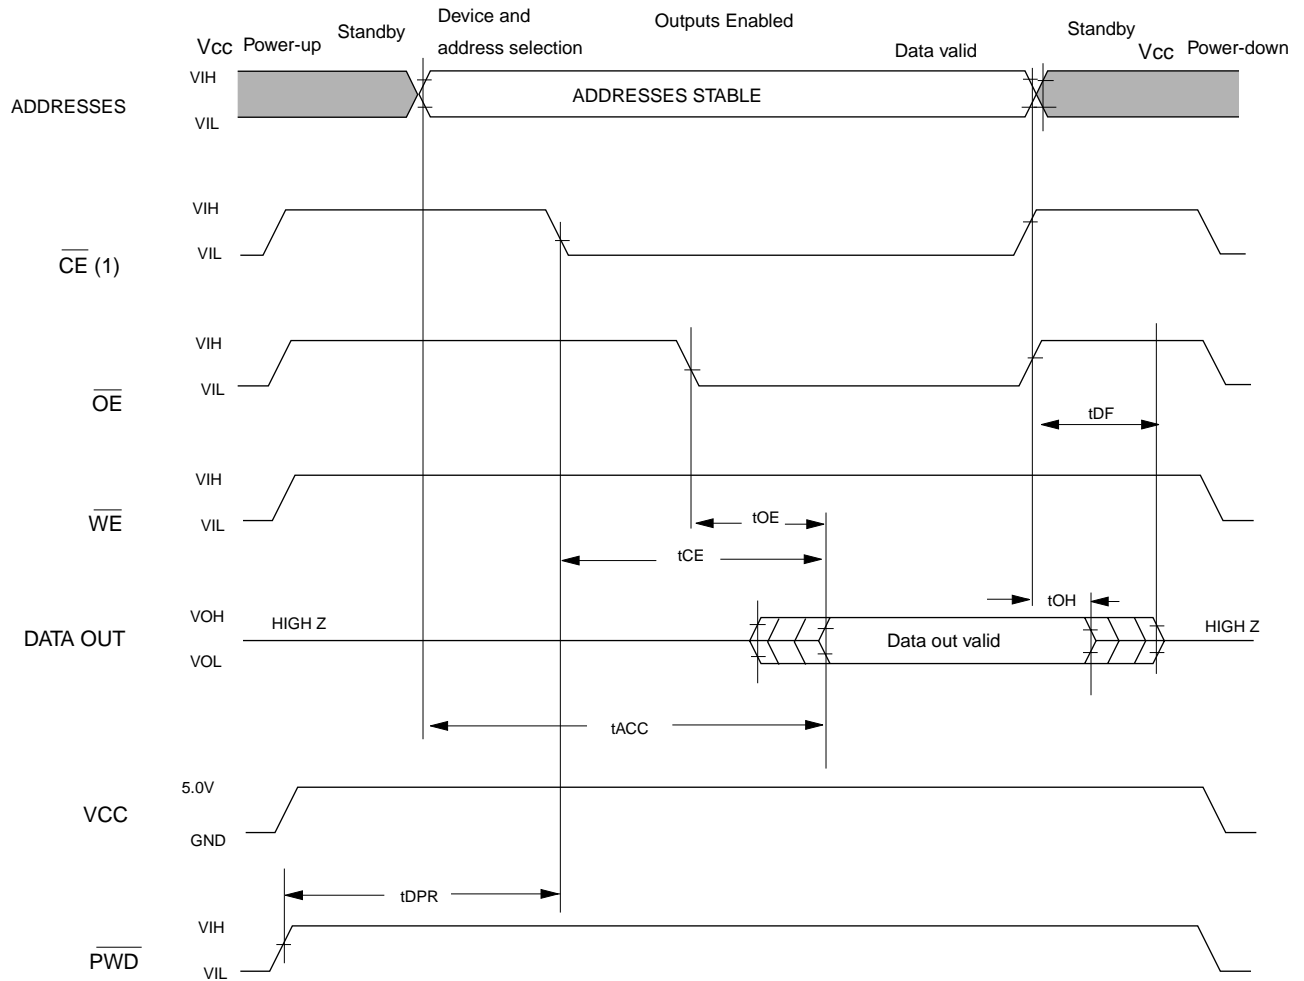 Device and
address selection
Outputs Enabled
Standby
Standby
Vcc Power-up
Data valid
Vcc Power-down
VIH
ADDRESSES
ADDRESSES STABLE
VIL
VIH
VIL
CE (1)
VIH
VIL
OE
tDF
VIH
WE
VIL
tOE
tCE
tOH
VOH
HIGH Z
HIGH Z
DATA OUT
Data out valid
VOL
tACC
5.0V
VCC
GND
tDPR
VIH
PWD
VIL